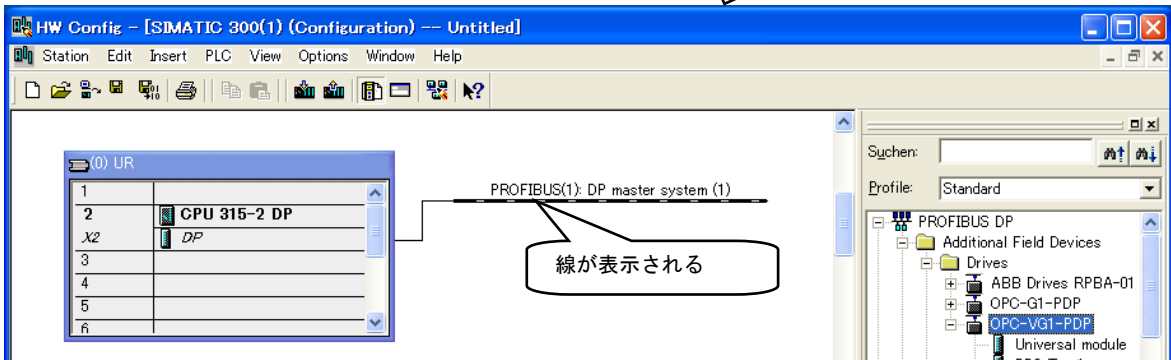 HW Config - [SIMATIC 300(1) (Configuration) -- Untitled]
Station Edit Insert PLC View Options Window Help
(0) UR
1
2 CPU 315-2 DP
X2 DP
3
4
5
6
PROFIBUS(1): DP master system (1)
線が表示される
Suchen:
Profile: Standard
PROFIBUS DP
Additional Field Devices
Drives
ABB Drives RPBA-01
OPC-G1-PDP
OPC-VG1-PDP
Universal module